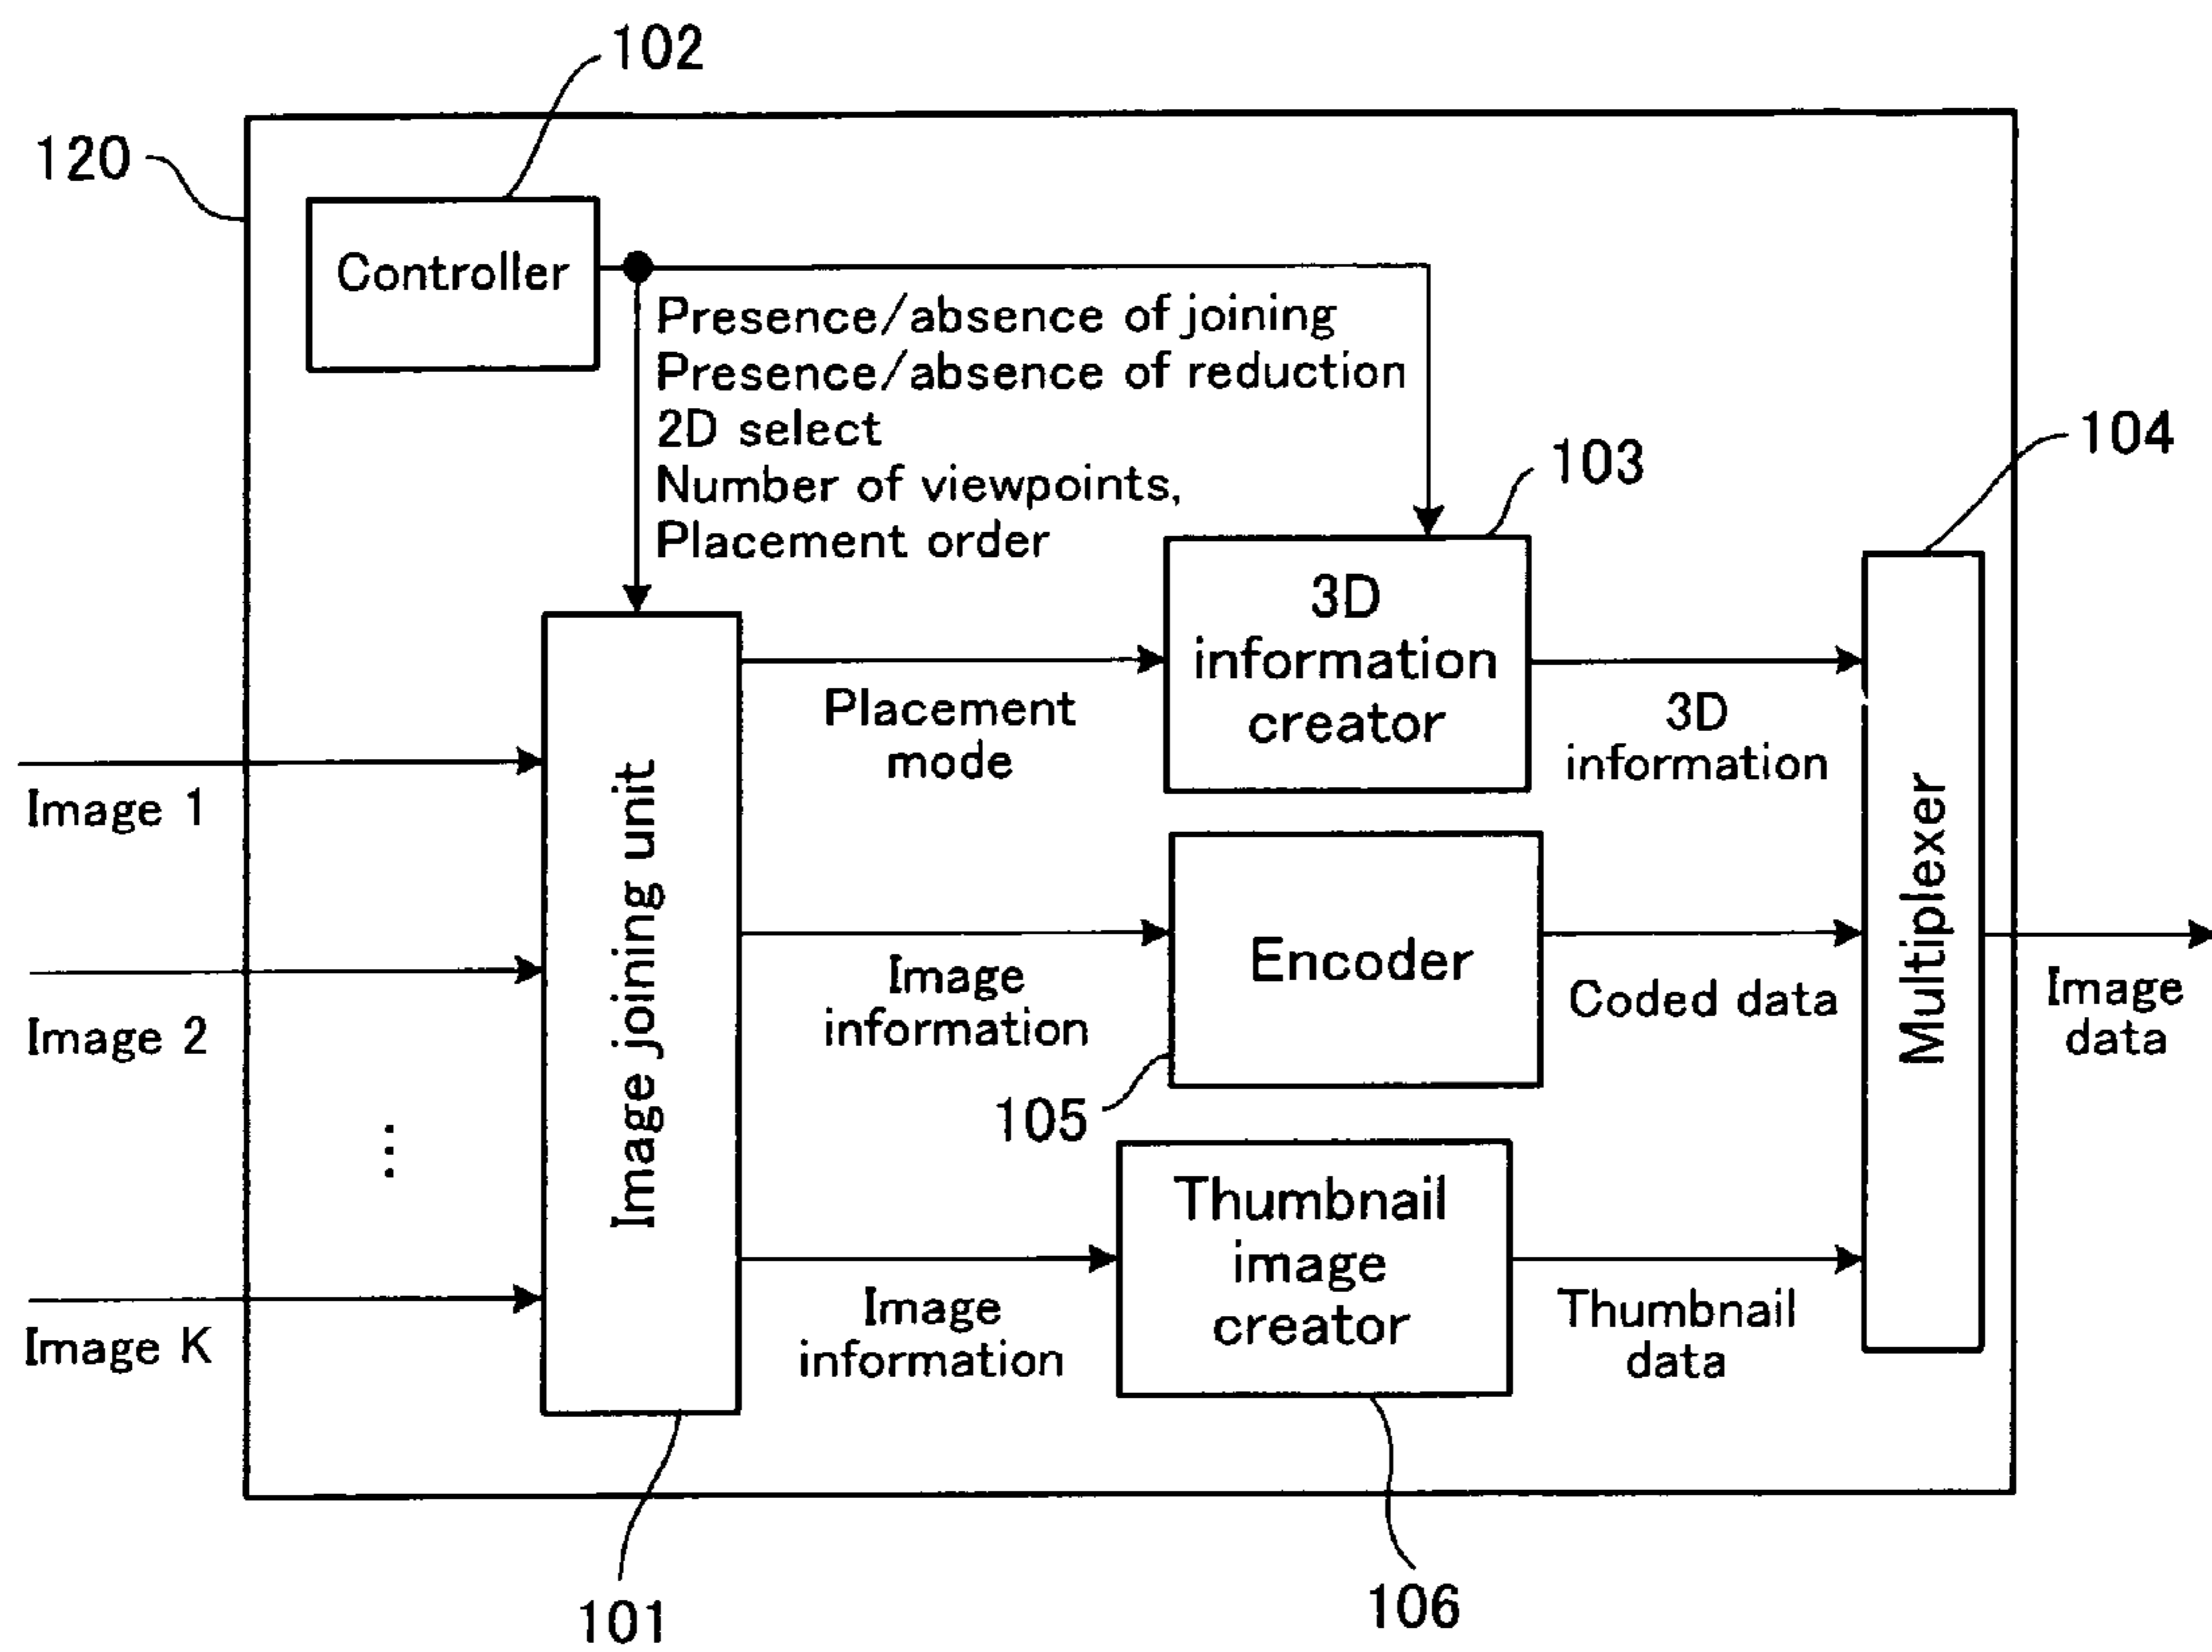 102
120
Controller
Presence/absence of joining
Presence/absence of reduction
2D select
Number of viewpoints,
Placement order
103
104
3D
information
creator
Placement
mode
3D
information
Image 1
Image joining unit
Multiplexer
Encoder
Image
information
Coded data
Image
data
Image 2
105
⋮
Thumbnail
image
creator
Image
information
Thumbnail
data
Image K
101
106